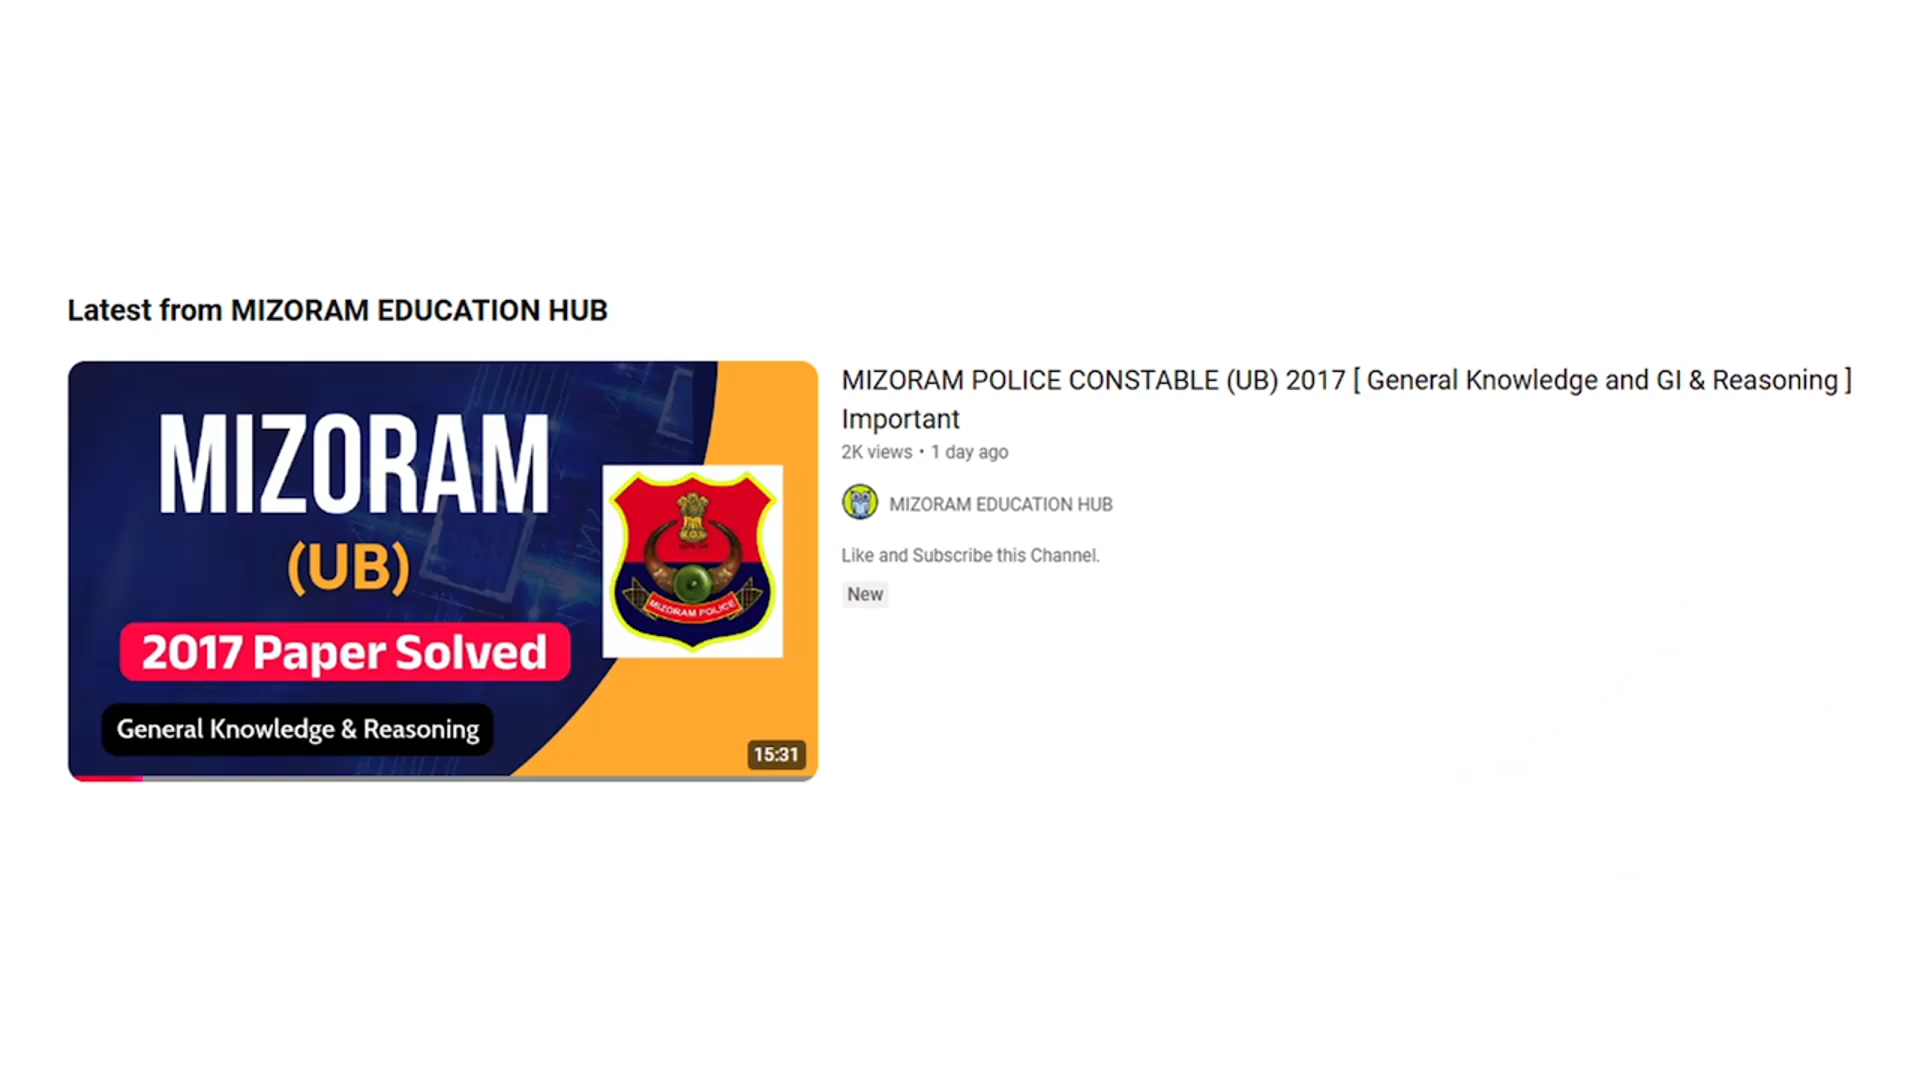 Latest from MIZORAM EDUCATION HUB
MIZORAM
(UB)
2017 Paper Solved
General Knowledge & Reasoning
MIZORAM POLICE
15:31
MIZORAM POLICE CONSTABLE (UB) 2017 [ General Knowledge and GI & Reasoning ]
Important
2K views • 1 day ago
MIZORAM EDUCATION HUB
Like and Subscribe this Channel.
New